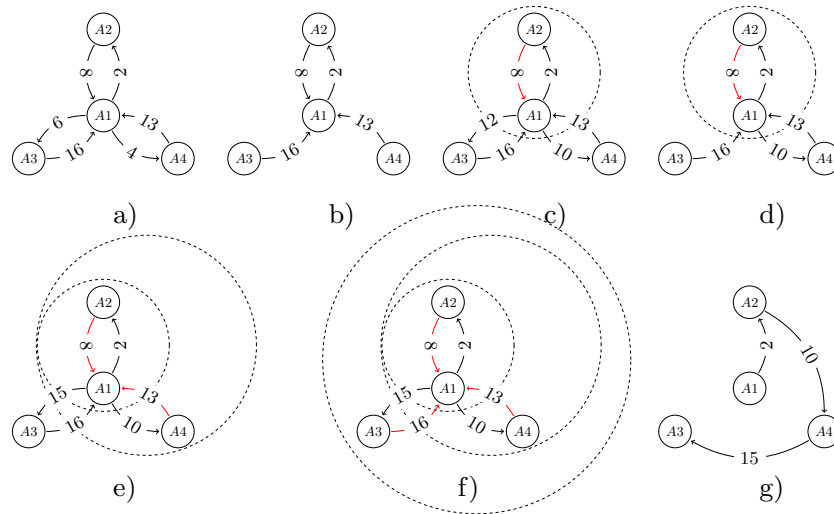 A2 A2 A2 A2
8 2 8 2 8 2 8 2
A1 A1 A1 A1
6 13 13 12 13 13
A3 16 4 A4 A3 16 A4 A3 16 10 A4 A3 16 10 A4
a) b) c) d)
A2 A2 A2
8 2 8 2 2 10
A1 A1 A1
15 13 15 13
A3 16 10 A4 A3 16 10 A4 A3 15 A4
e) f) g)